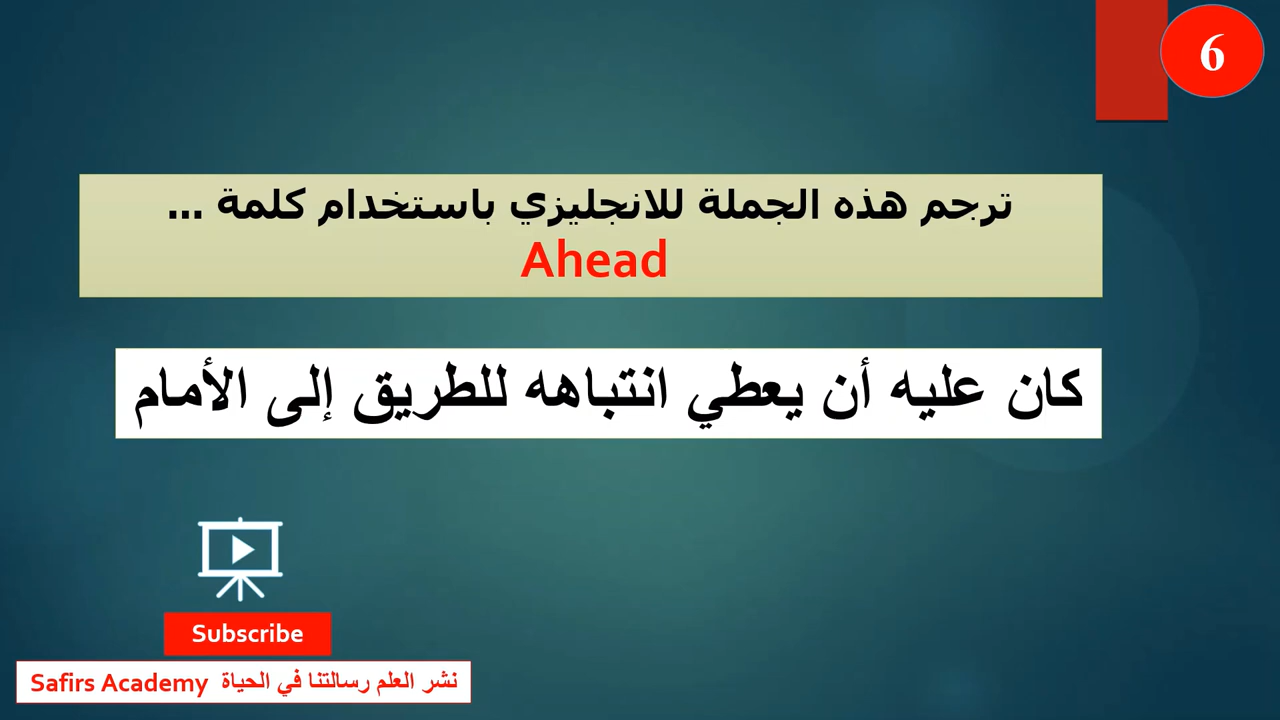 6
ترجم هذه الجملة للانجليزي باستخدام كلمة ...
Ahead
كان عليه أن يعطي انتباهه للطريق إلى الأمام
Subscribe
Safirs Academy نشر العلم رسالتنا في الحياة